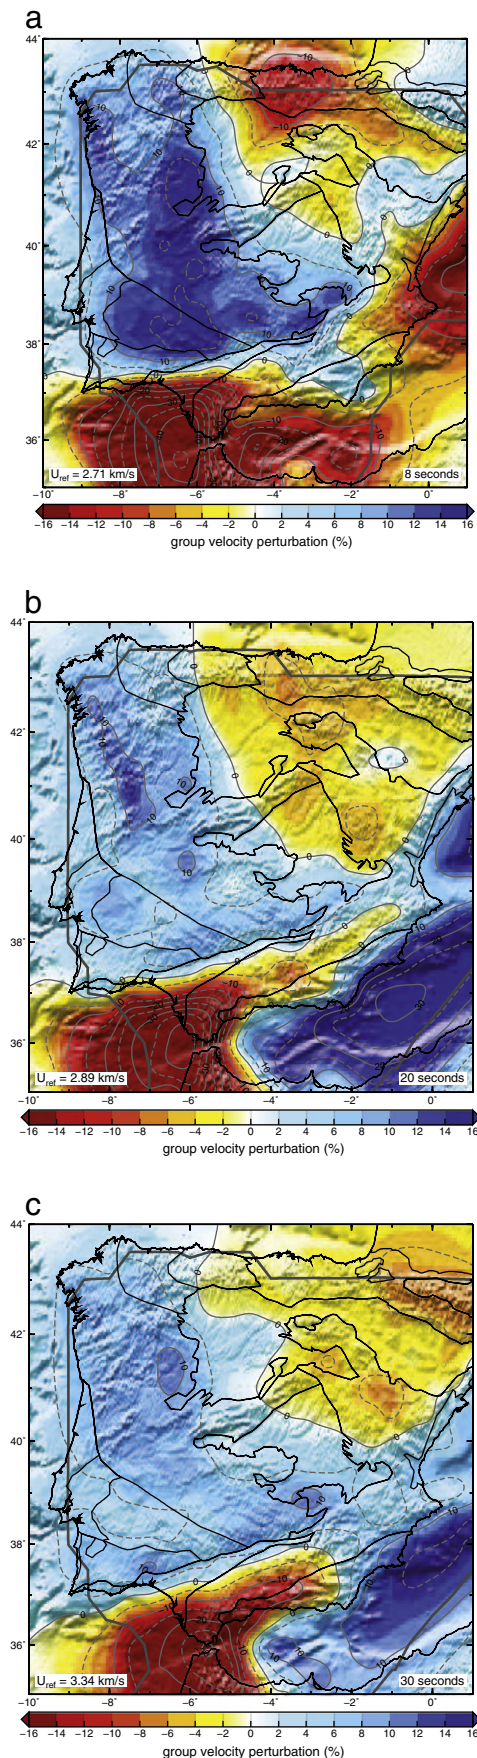 a
44°
42°
40°
38°
36°
U_ref = 2.71 km/s
8 seconds
−10° −8° −6° −4° −2° 0°
−16 −14 −12 −10 −8 −6 −4 −2 0 2 4 6 8 10 12 14 16
group velocity perturbation (%)
b
44°
42°
40°
38°
36°
U_ref = 2.89 km/s
20 seconds
−10° −8° −6° −4° −2° 0°
−16 −14 −12 −10 −8 −6 −4 −2 0 2 4 6 8 10 12 14 16
group velocity perturbation (%)
c
44°
42°
40°
38°
36°
U_ref = 3.34 km/s
30 seconds
−10° −8° −6° −4° −2° 0°
−16 −14 −12 −10 −8 −6 −4 −2 0 2 4 6 8 10 12 14 16
group velocity perturbation (%)